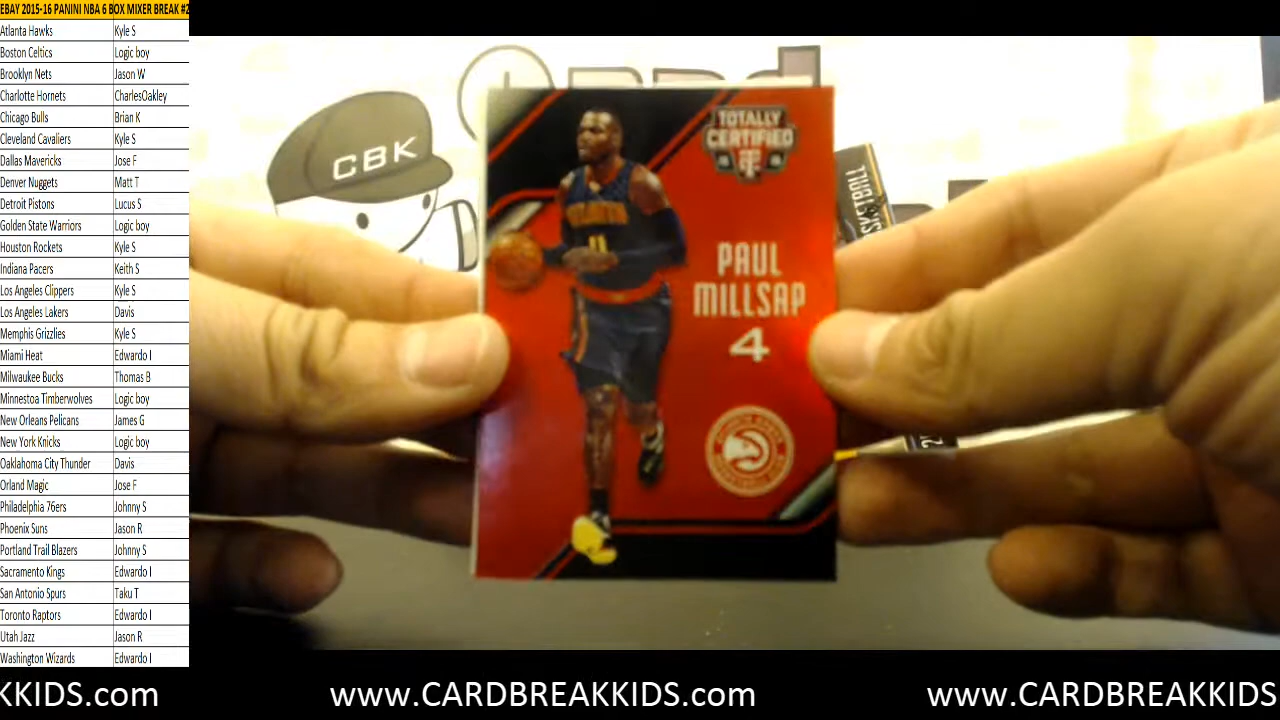 EBAY 2015-16 PANINI NBA 6 BOX MIXER BREAK #2
Atlanta Hawks Kyle S
Boston Celtics Logic boy
Brooklyn Nets Jason W
Charlotte Hornets CharlesOakley
Chicago Bulls Brian K
Cleveland Cavaliers Kyle S
Dallas Mavericks Jose F
Denver Nuggets Matt T
Detroit Pistons Lucus S
Golden State Warriors Logic boy
Houston Rockets Kyle S
Indiana Pacers Keith S
Los Angeles Clippers Kyle S
Los Angeles Lakers Davis
Memphis Grizzlies Kyle S
Miami Heat Edwardo I
Milwaukee Bucks Thomas B
Minnestoa Timberwolves Logic boy
New Orleans Pelicans James G
New York Knicks Logic boy
Oaklahoma City Thunder Davis
Orland Magic Jose F
Philadelphia 76ers Johnny S
Phoenix Suns Jason R
Portland Trail Blazers Johnny S
Sacramento Kings Edwardo I
San Antonio Spurs Taku T
Toronto Raptors Edwardo I
Utah Jazz Jason R
Washington Wizards Edwardo I
CBK
TOTALLY
CERTIFIED
ATLANTA
PAUL
MILLSAP
4
SKETBALL
KKIDS.com www.CARDBREAKKIDS.com www.CARDBREAKKIDS